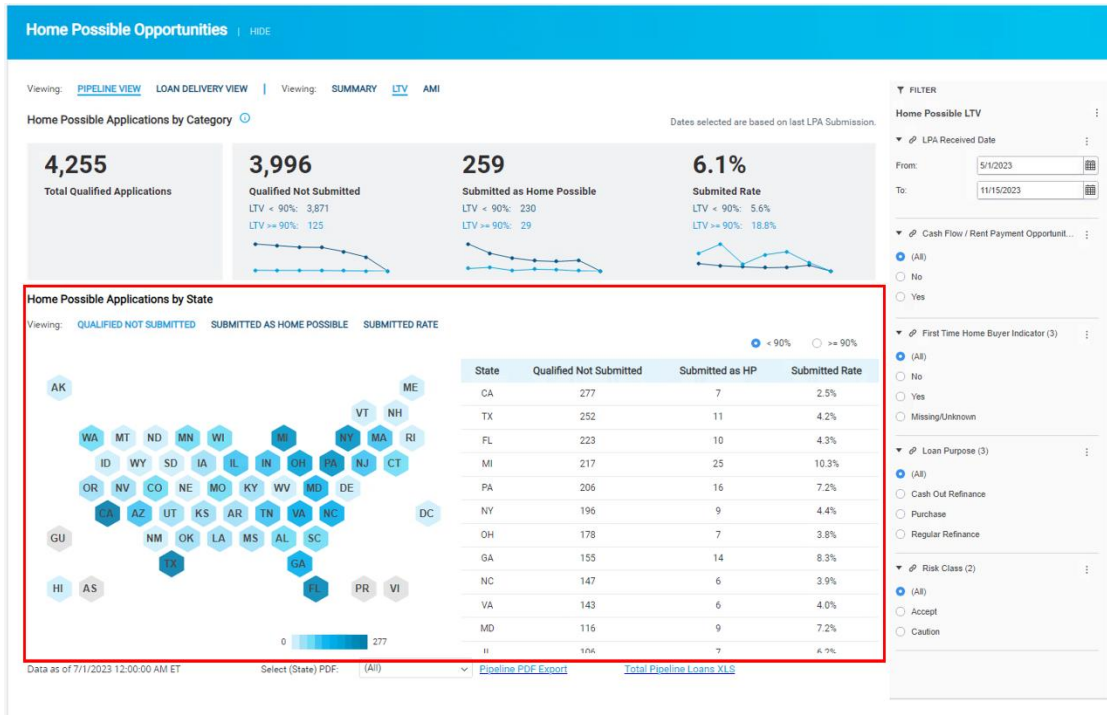 Home Possible Opportunities | HIDE
Viewing: PIPELINE VIEW LOAN DELIVERY VIEW | Viewing: SUMMARY LTV AMI
Home Possible Applications by Category
Dates selected are based on last LPA Submission.
4,255
Total Qualified Applications
3,996
Qualified Not Submitted
LTV < 90%: 3,871
LTV >= 90%: 125
259
Submitted as Home Possible
LTV < 90%: 230
LTV >= 90%: 29
6.1%
Submited Rate
LTV < 90%: 5.6%
LTV >= 90%: 18.8%
Home Possible Applications by State
Viewing: QUALIFIED NOT SUBMITTED SUBMITTED AS HOME POSSIBLE SUBMITTED RATE
< 90% >= 90%
AK ME
VT NH
WA MT ND MN WI MI NY MA RI
ID WY SD IA IL IN OH PA NJ CT
OR NV CO NE MO KY WV MD DE
CA AZ UT KS AR TN VA NC DC
GU NM OK LA MS AL SC
TX GA
HI AS FL PR VI
0 277
State Qualified Not Submitted Submitted as HP Submitted Rate
CA 277 7 2.5%
TX 252 11 4.2%
FL 223 10 4.3%
MI 217 25 10.3%
PA 206 16 7.2%
NY 196 9 4.4%
OH 178 7 3.8%
GA 155 14 8.3%
NC 147 6 3.9%
VA 143 6 4.0%
MD 116 9 7.2%
IL 106 7 6.2%
Data as of 7/1/2023 12:00:00 AM ET Select (State) PDF: (All) Pipeline PDF Export Total Pipeline Loans XLS
FILTER
Home Possible LTV
LPA Received Date
From: 5/1/2023
To: 11/15/2023
Cash Flow / Rent Payment Opportunit...
(All)
No
Yes
First Time Home Buyer Indicator (3)
(All)
No
Yes
Missing/Unknown
Loan Purpose (3)
(All)
Cash Out Refinance
Purchase
Regular Refinance
Risk Class (2)
(All)
Accept
Caution